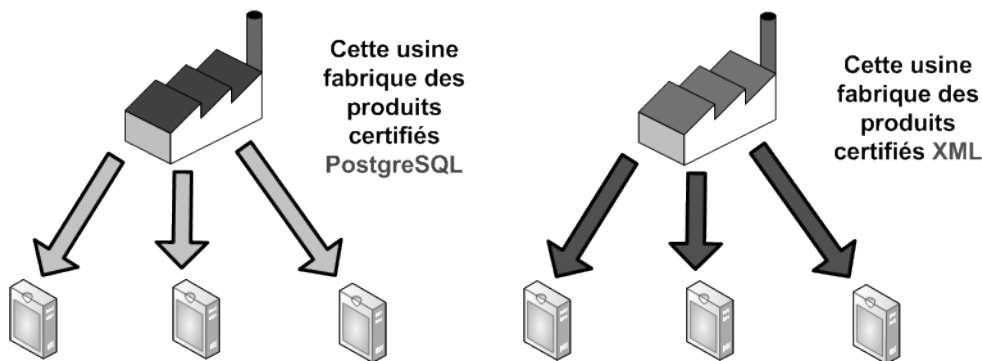 Cette usine
fabrique des
produits
certifiés
PostgreSQL
Cette usine
fabrique des
produits
certifiés XML